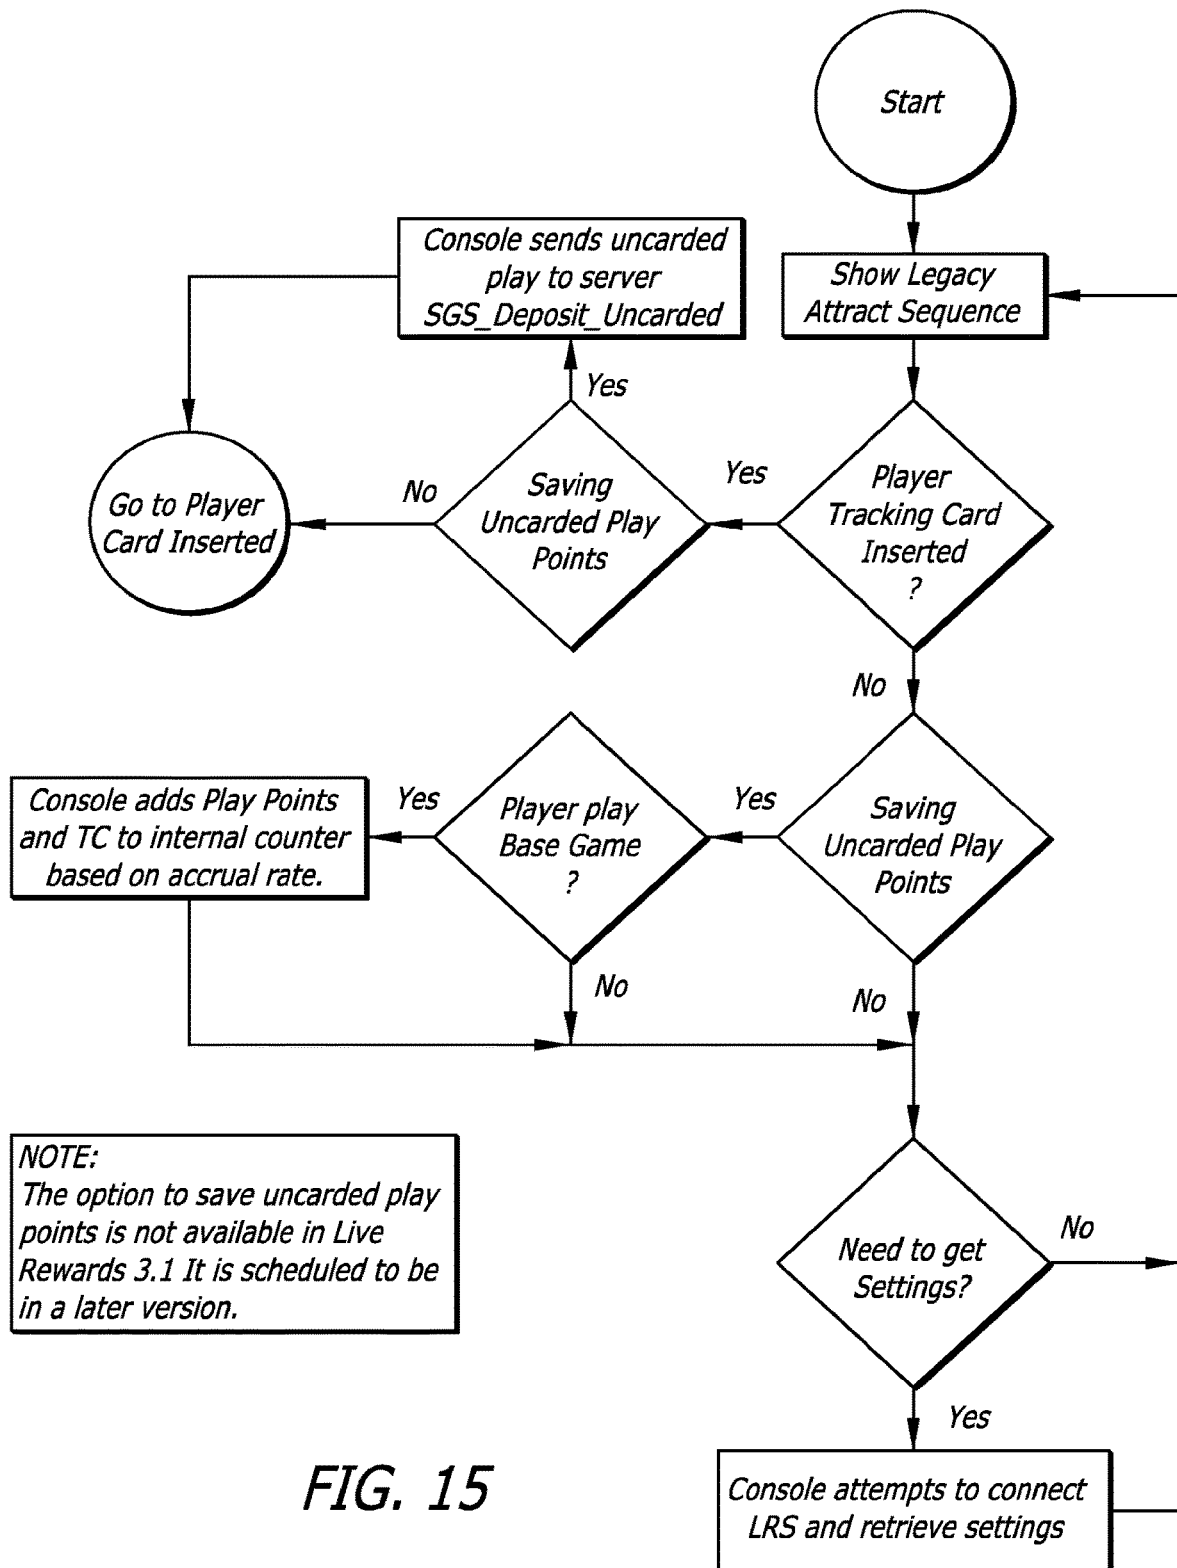 Start
Show Legacy
Attract Sequence
Console sends uncarded
play to server
SGS_Deposit_Uncarded
Yes
Player
Tracking Card
Inserted
?
Yes
Saving
Uncarded Play
Points
No
Go to Player
Card Inserted
No
Saving
Uncarded Play
Points
Yes
Player play
Base Game
?
Yes
Console adds Play Points
and TC to internal counter
based on accrual rate.
No
No
NOTE:
The option to save uncarded play
points is not available in Live
Rewards 3.1 It is scheduled to be
in a later version.
Need to get
Settings?
No
Yes
Console attempts to connect
LRS and retrieve settings
FIG. 15